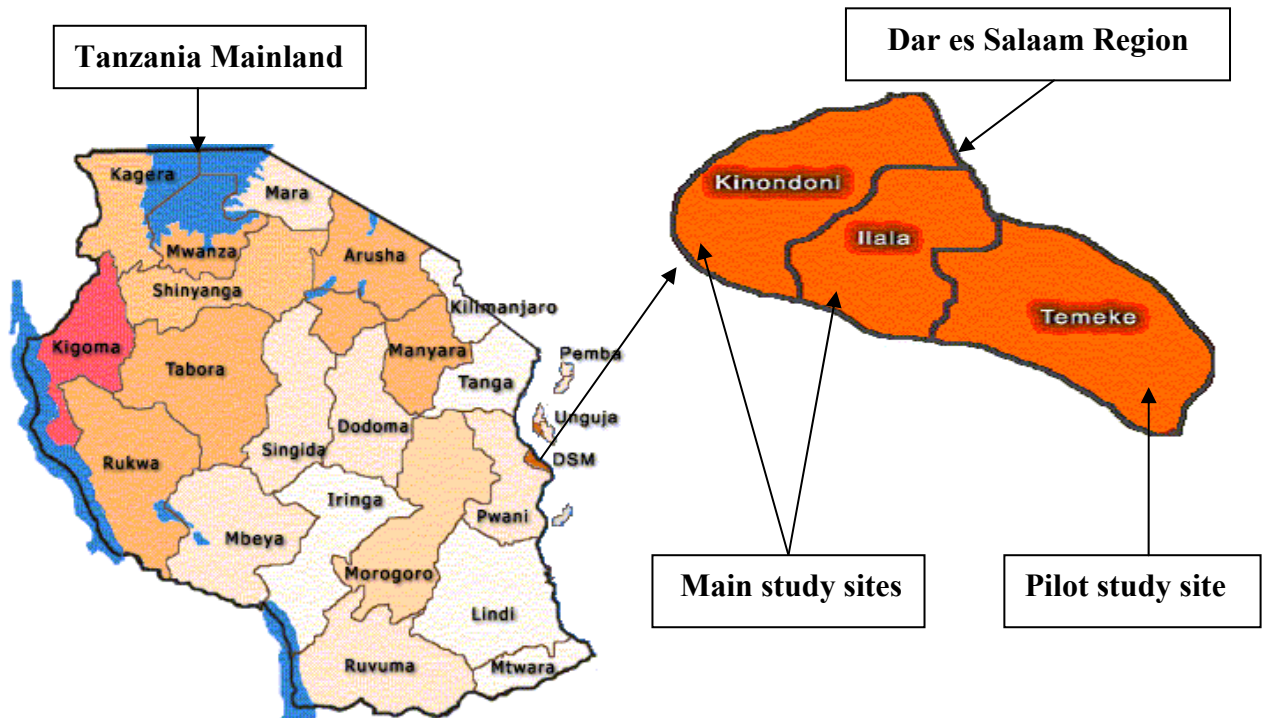 Tanzania Mainland
Dar es Salaam Region
Kagera
Mara
Mwanza
Arusha
Shinyanga
Kilimanjaro
Kigoma
Manyara
Pemba
Tabora
Tanga
Unguja
Dodoma
Singida
DSM
Rukwa
Iringa
Pwani
Mbeya
Morogoro
Lindi
Ruvuma
Mtwara
Kinondoni
Ilala
Temeke
Main study sites
Pilot study site